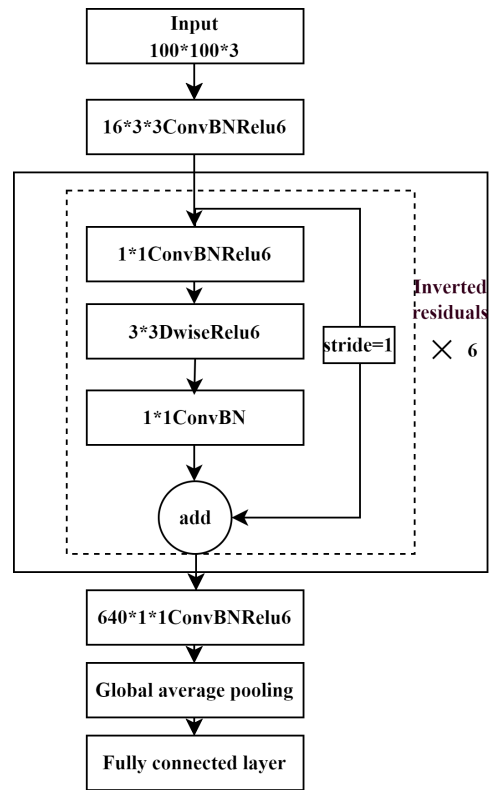 Input
100*100*3
16*3*3ConvBNRelu6
1*1ConvBNRelu6
Inverted
residuals
3*3DwiseRelu6
stride=1
× 6
1*1ConvBN
add
640*1*1ConvBNRelu6
Global average pooling
Fully connected layer